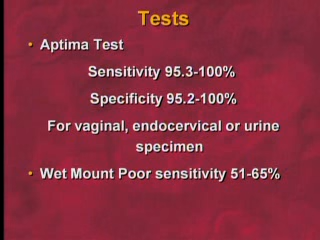 Tests
• Aptima Test
Sensitivity 95.3-100%
Specificity 95.2-100%
For vaginal, endocervical or urine
specimen
• Wet Mount Poor sensitivity 51-65%